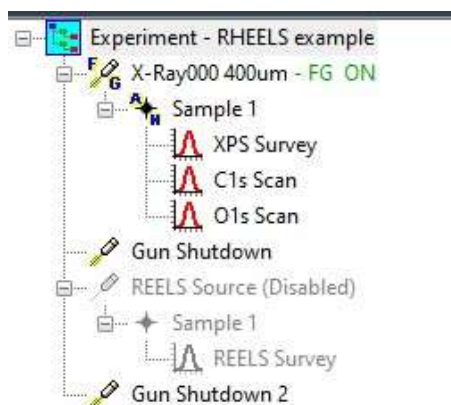 Experiment - RHEELS example
F G X-Ray000 400um - FG ON
A N Sample 1
XPS Survey
C1s Scan
O1s Scan
Gun Shutdown
REELS Source (Disabled)
Sample 1
REELS Survey
Gun Shutdown 2